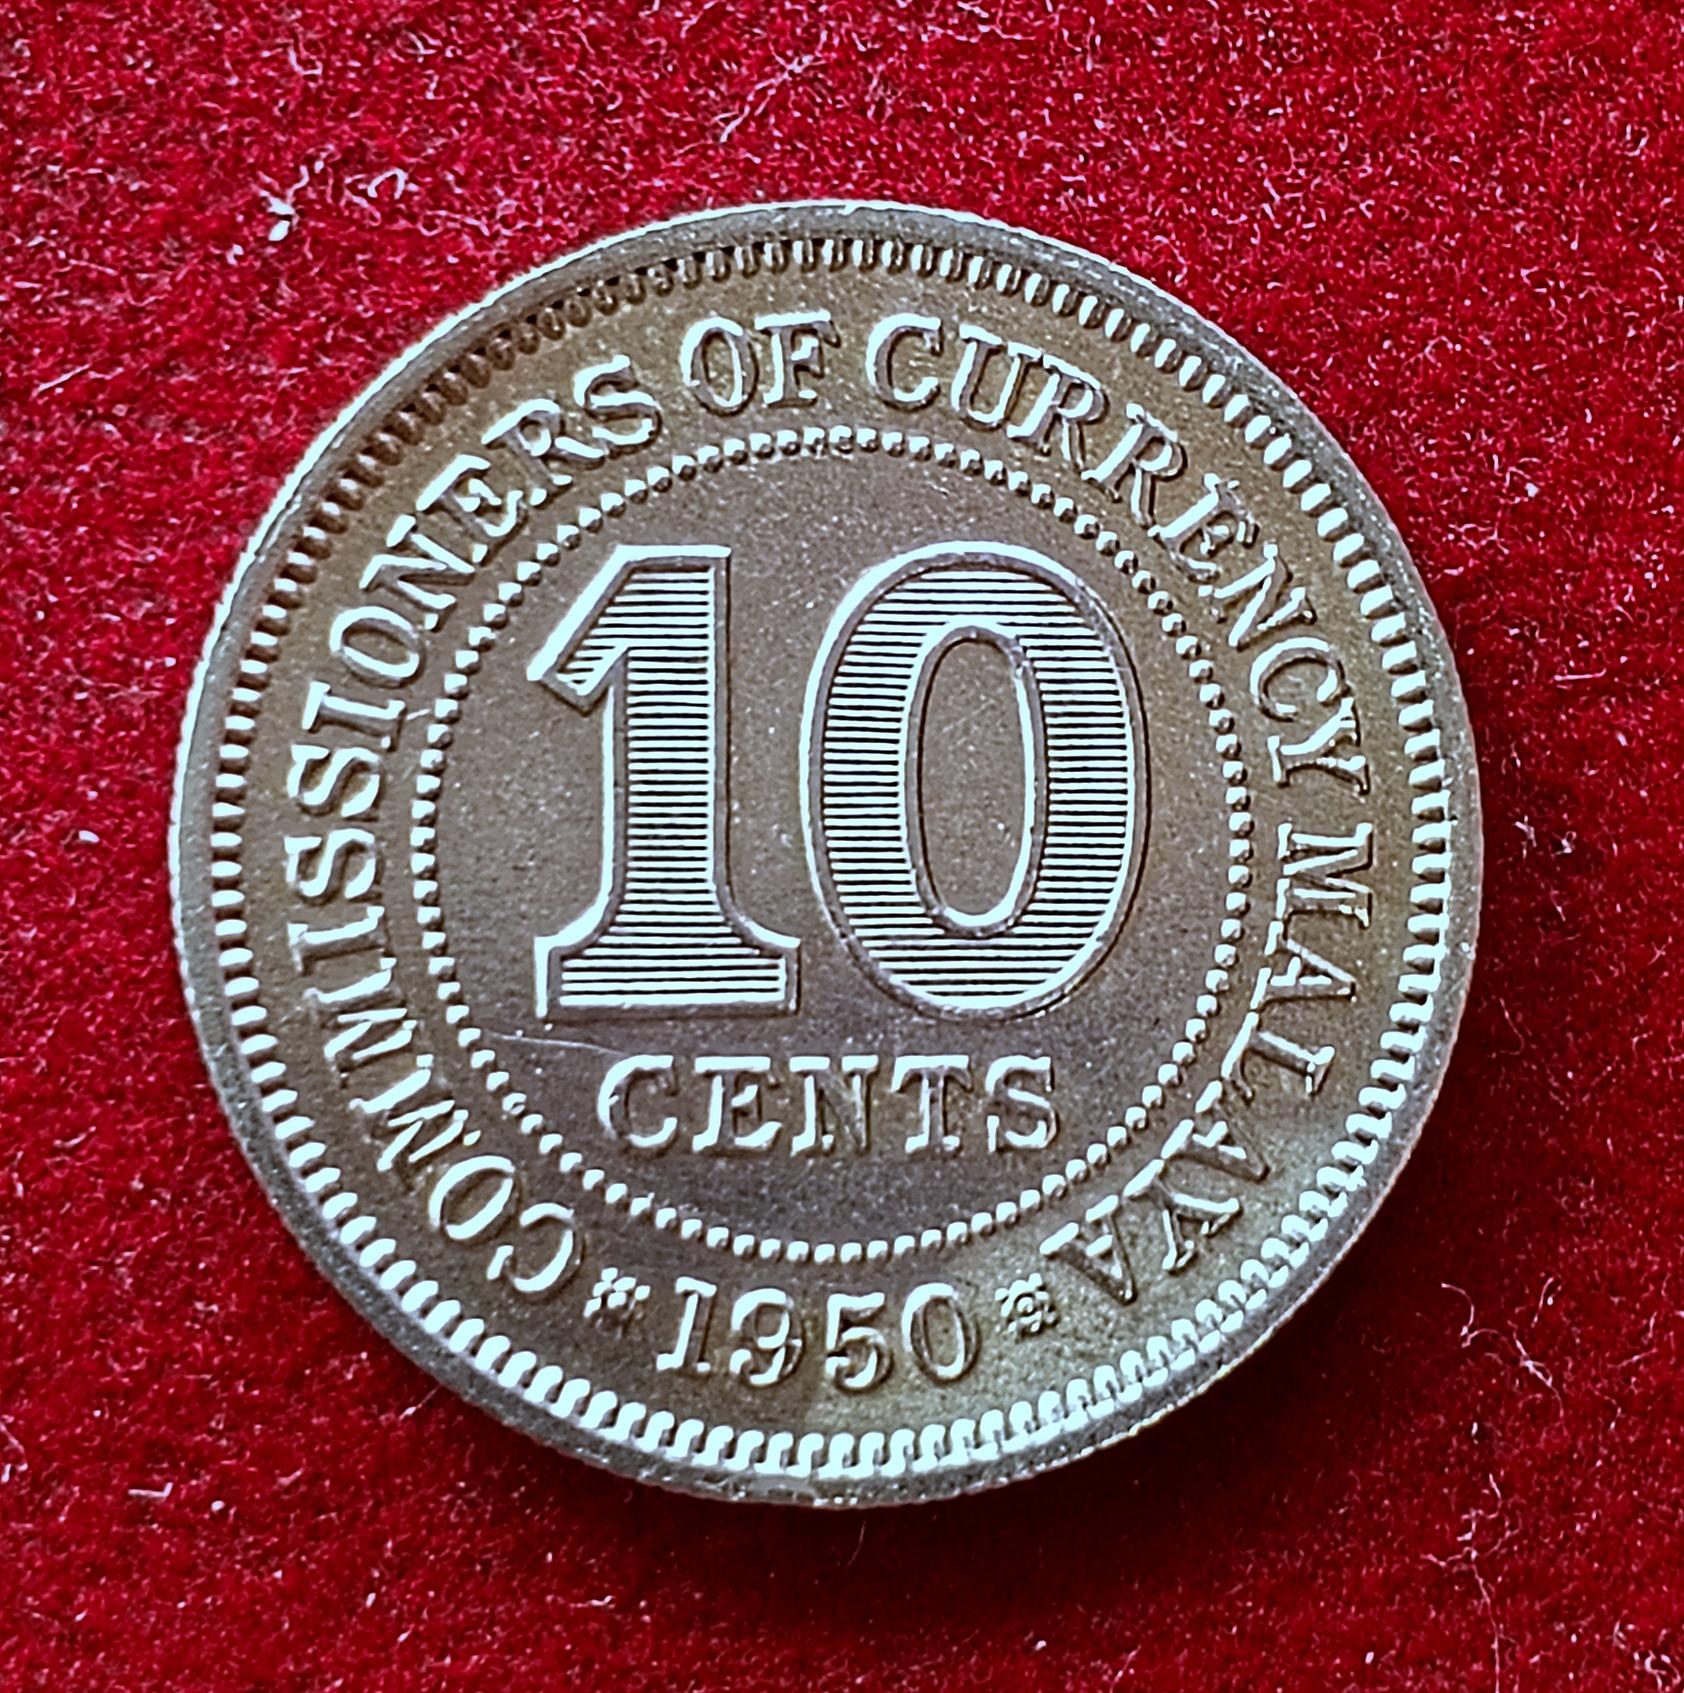 COMMISSIONERS OF CURRENCY MALAYA
10
CENTS
1950